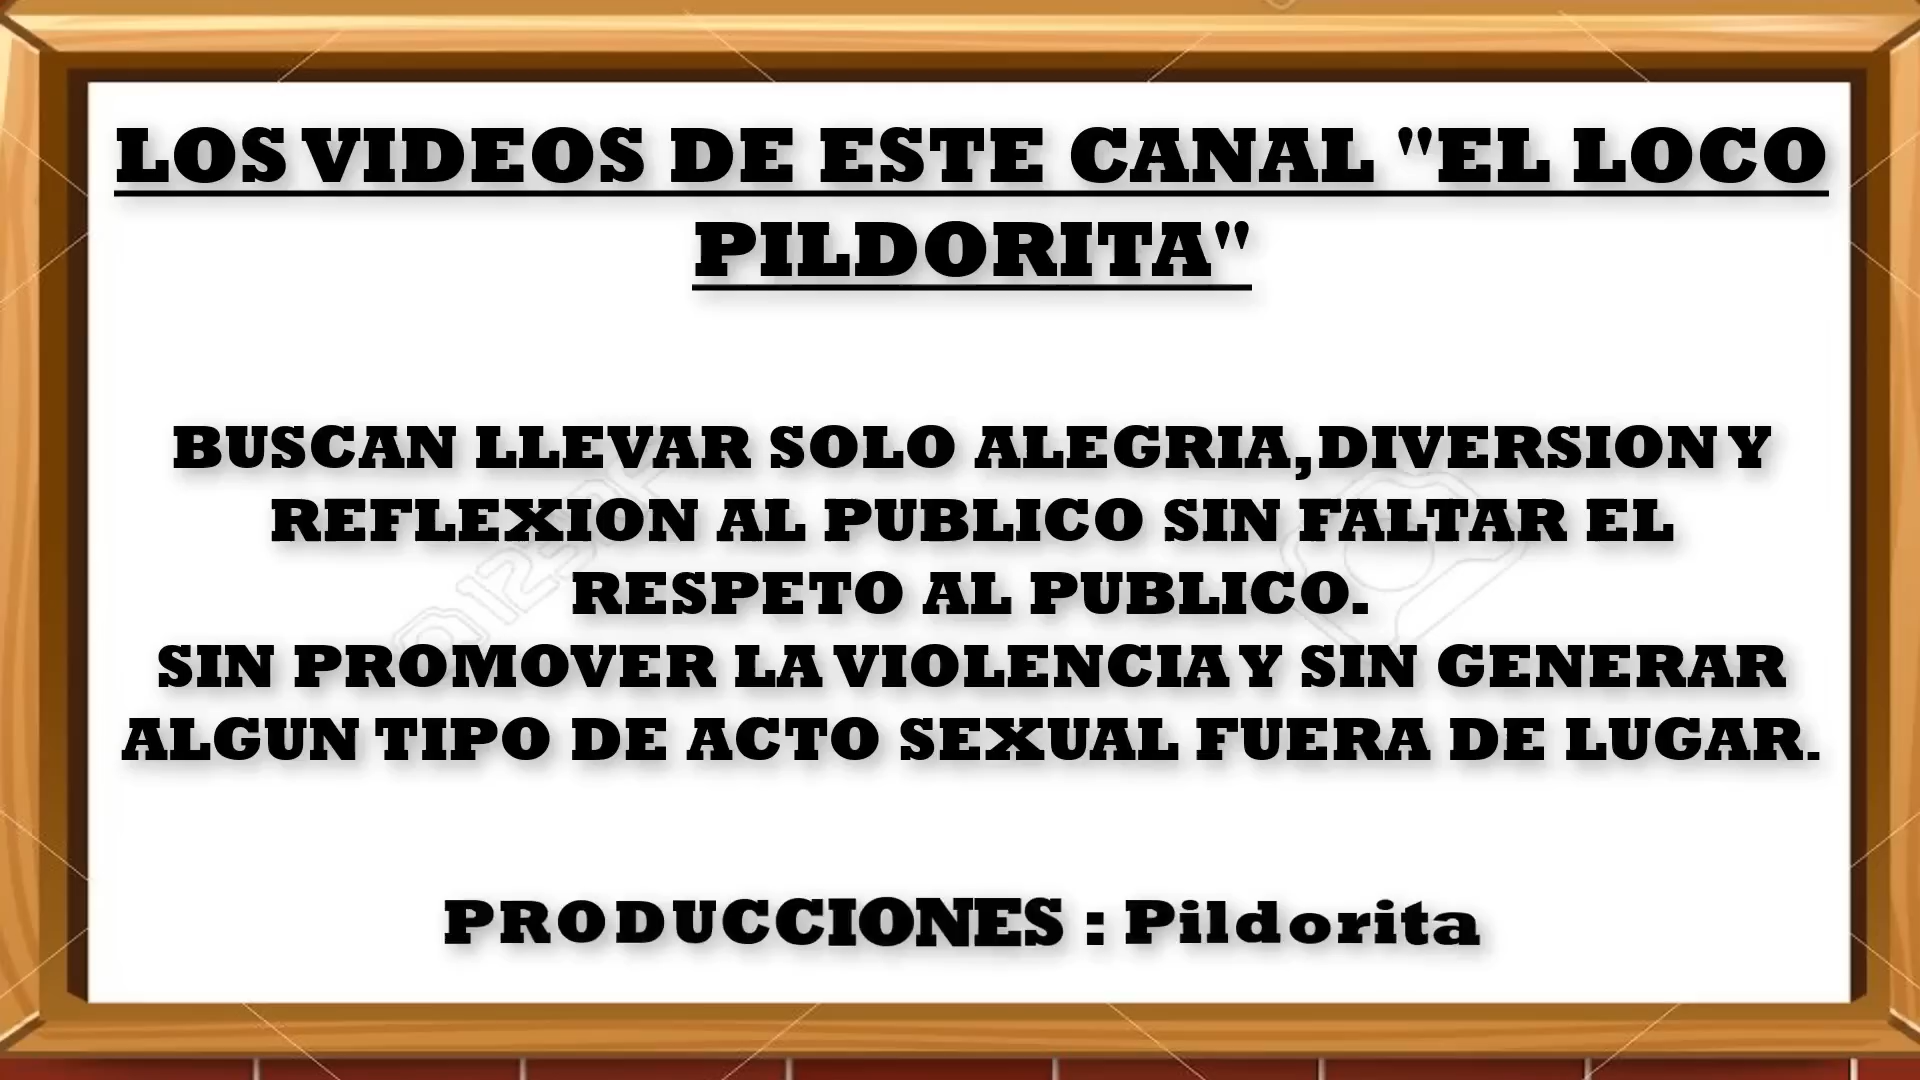 LOS VIDEOS DE ESTE CANAL "EL LOCO
PILDORITA"
BUSCAN LLEVAR SOLO ALEGRIA,DIVERSION Y
REFLEXION AL PUBLICO SIN FALTAR EL
RESPETO AL PUBLICO.
SIN PROMOVER LA VIOLENCIA Y SIN GENERAR
ALGUN TIPO DE ACTO SEXUAL FUERA DE LUGAR.
PRODUCCIONES : Pildorita